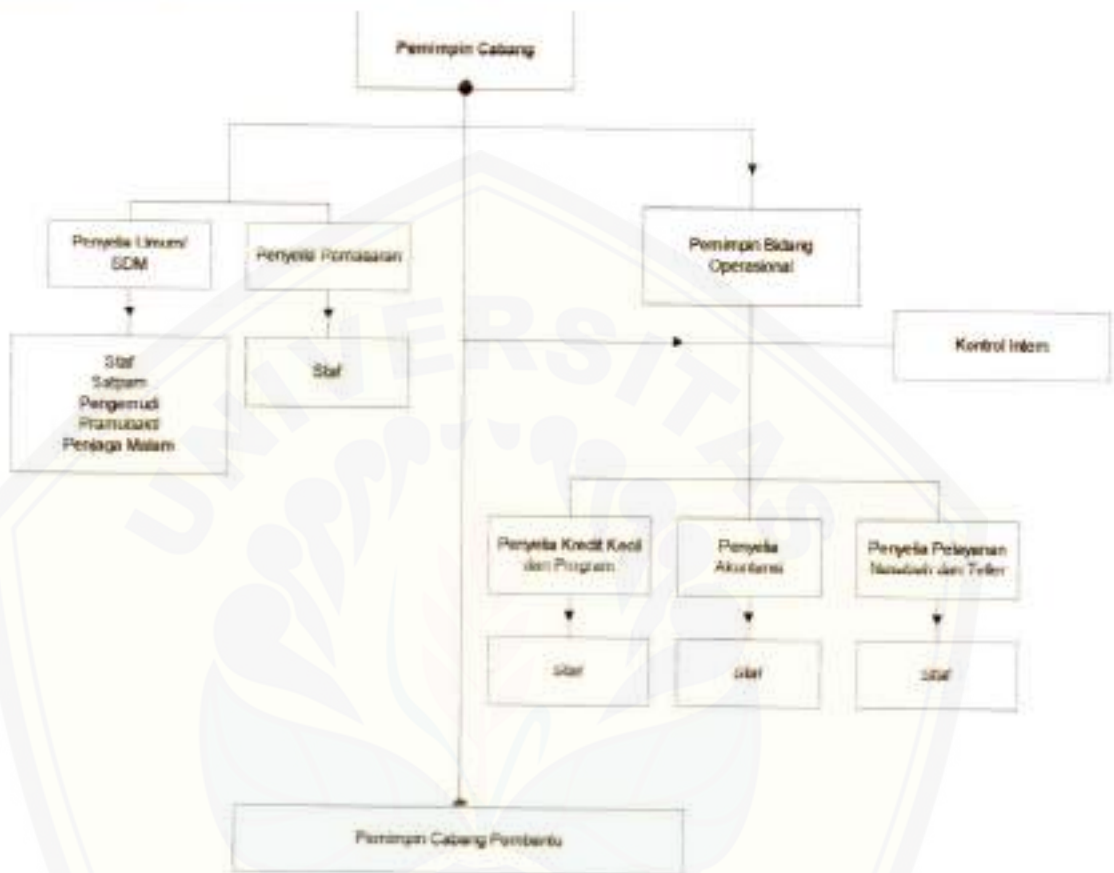 Pemimpin Cabang
Penyelia Umum/
SDM
Penyelia Pemasaran
Pemimpin Bidang
Operasional
Kontrol Intern
Staf
Satpam
Pengemudi
Pramubakti
Penjaga Malam
Staf
Penyelia Kredit Kecil
dan Program
Penyelia
Akuntansi
Penyelia Pelayanan
Nasabah dan Teller
Staf
Staf
Staf
Pemimpin Cabang Pembantu
UNIVERSITAS